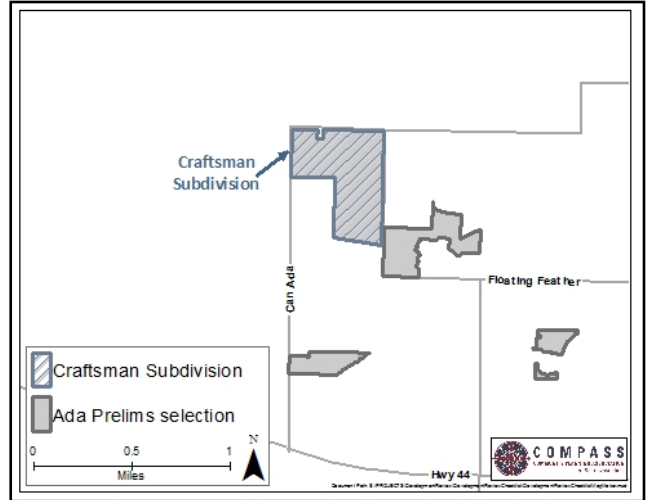 Craftsman
Subdivision
Can Ada
Floating Feather
Craftsman Subdivision
Ada Prelims selection
0 0.5 1
Miles
N
Hwy 44
COMPASS